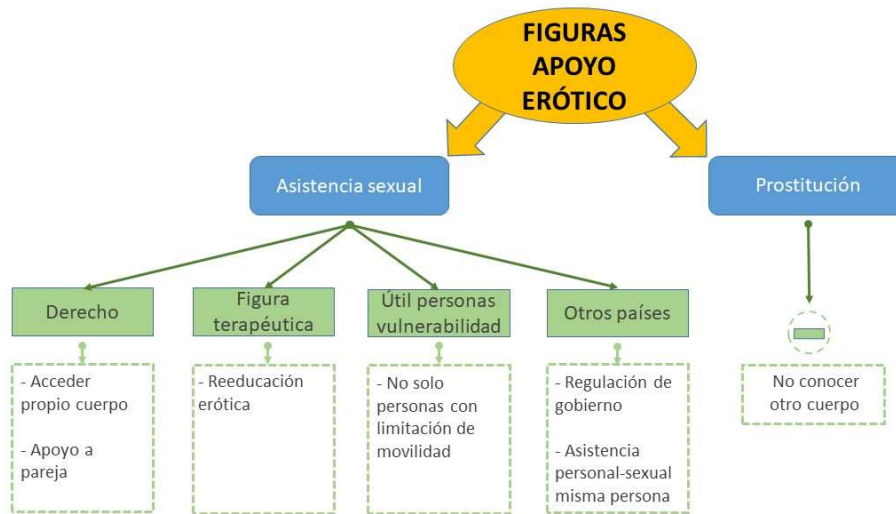 FIGURAS
APOYO
ERÓTICO
Asistencia sexual
Prostitución
Derecho
Figura
terapéutica
Útil personas
vulnerabilidad
Otros países
- Acceder
propio cuerpo
- Apoyo a
pareja
- Reeducación
erótica
- No solo
personas con
limitación de
movilidad
- Regulación de
gobierno
- Asistencia
personal-sexual
misma persona
No conocer
otro cuerpo